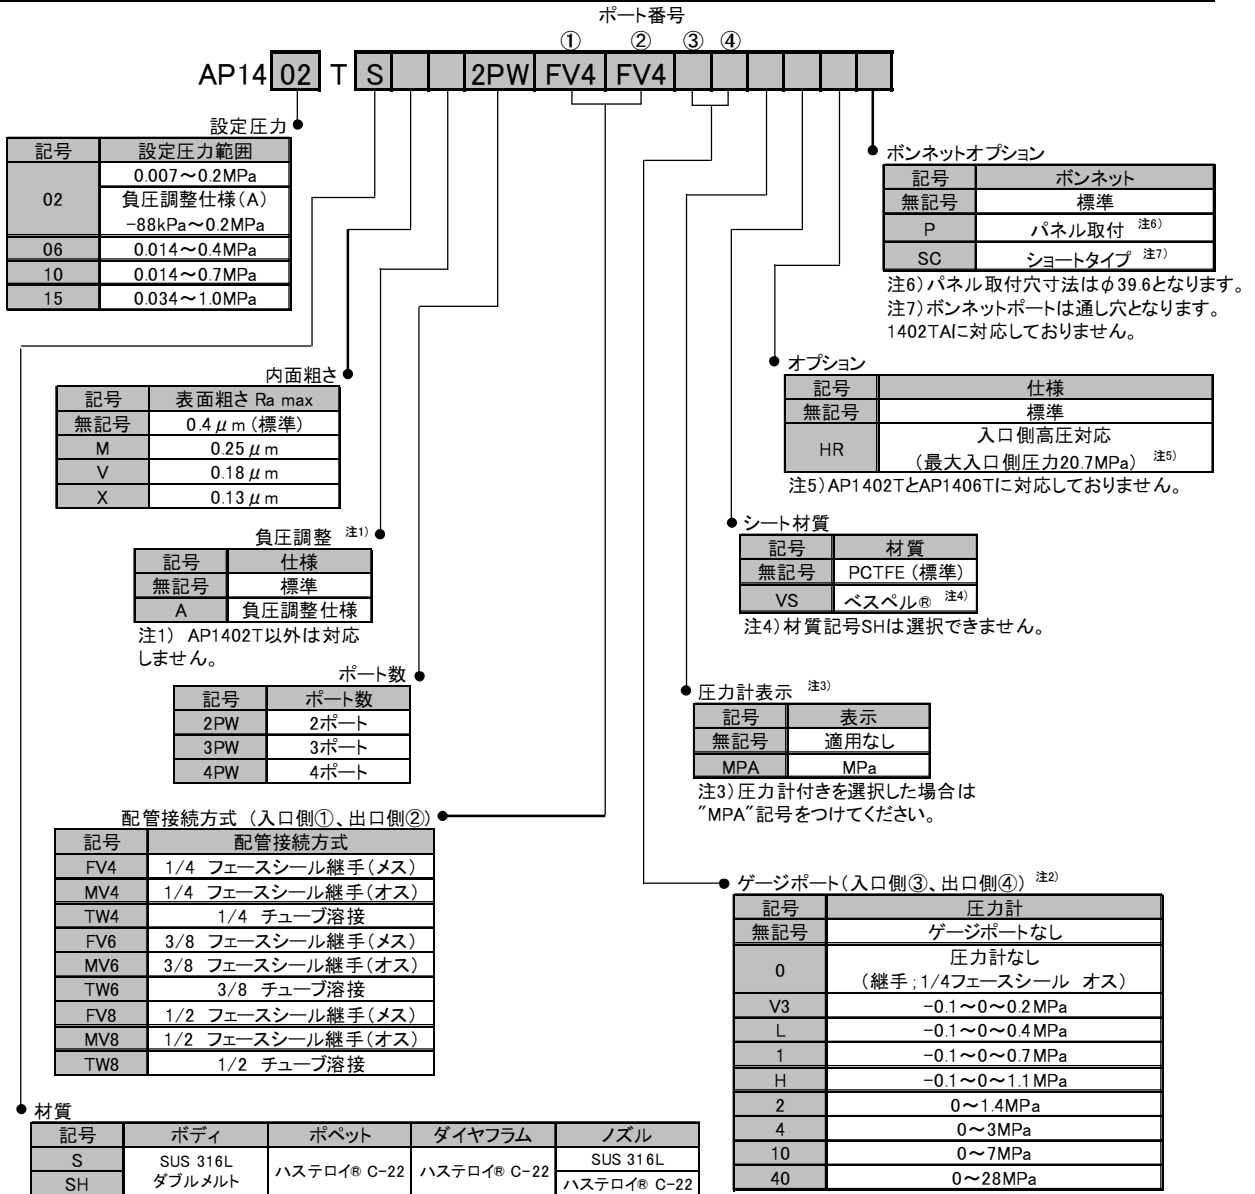 ポート番号
① ② ③ ④
AP14 02 T S 2PW FV4 FV4
設定圧力
記号 設定圧力範囲
02 0.007～0.2MPa
負圧調整仕様(A)
-88kPa～0.2MPa
06 0.014～0.4MPa
10 0.014～0.7MPa
15 0.034～1.0MPa
ボンネットオプション
記号 ボンネット
無記号 標準
P パネル取付 注6)
SC ショートタイプ 注7)
注6)パネル取付穴寸法はφ39.6となります。
注7)ボンネットポートは通し穴となります。
1402TAに対応しておりません。
内面粗さ
記号 表面粗さ Ra max
無記号 0.4μm(標準)
M 0.25μm
V 0.18μm
X 0.13μm
オプション
記号 仕様
無記号 標準
HR 入口側高圧対応
(最大入口側圧力20.7MPa) 注5)
注5)AP1402TとAP1406Tに対応しておりません。
負圧調整 注1)
記号 仕様
無記号 標準
A 負圧調整仕様
注1) AP1402T以外は対応
しません。
シート材質
記号 材質
無記号 PCTFE(標準)
VS ベスペル® 注4)
注4)材質記号SHは選択できません。
ポート数
記号 ポート数
2PW 2ポート
3PW 3ポート
4PW 4ポート
圧力計表示 注3)
記号 表示
無記号 適用なし
MPA MPa
注3)圧力計付きを選択した場合は
"MPA"記号をつけてください。
配管接続方式 (入口側①、出口側②)
記号 配管接続方式
FV4 1/4 フェースシール継手(メス)
MV4 1/4 フェースシール継手(オス)
TW4 1/4 チューブ溶接
FV6 3/8 フェースシール継手(メス)
MV6 3/8 フェースシール継手(オス)
TW6 3/8 チューブ溶接
FV8 1/2 フェースシール継手(メス)
MV8 1/2 フェースシール継手(オス)
TW8 1/2 チューブ溶接
ゲージポート(入口側③、出口側④) 注2)
記号 圧力計
無記号 ゲージポートなし
0 圧力計なし
(継手;1/4フェースシール オス)
V3 -0.1～0～0.2MPa
L -0.1～0～0.4MPa
1 -0.1～0～0.7MPa
H -0.1～0～1.1MPa
2 0～1.4MPa
4 0～3MPa
10 0～7MPa
40 0～28MPa
材質
記号 ボディ ポペット ダイヤフラム ノズル
S SUS 316L ダブルメルト ハステロイ® C-22 ハステロイ® C-22 SUS 316L
SH ハステロイ® C-22